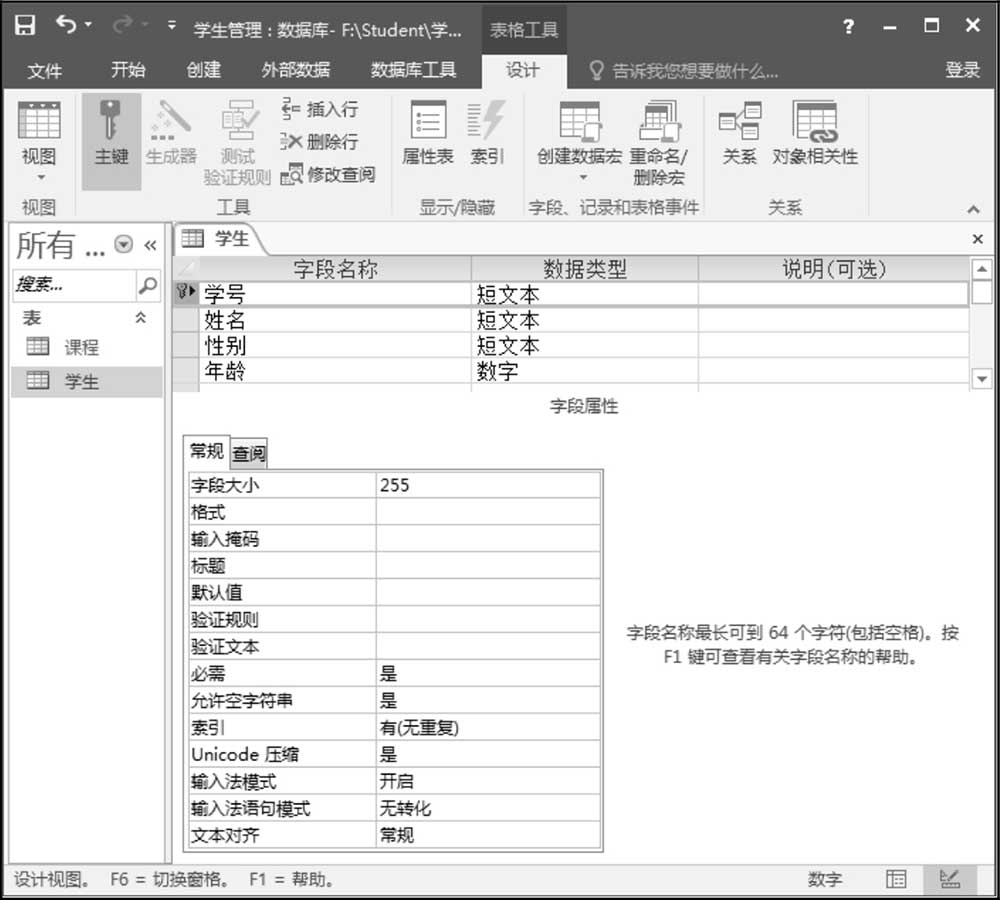 学生管理：数据库- F:\Student\学...
表格工具
?
文件
开始
创建
外部数据
数据库工具
设计
告诉我您想要做什么...
登录
视图
主键
生成器
测试
验证规则
插入行
删除行
修改查阅
属性表
索引
创建数据宏
重命名/
删除宏
关系
对象相关性
视图
工具
显示/隐藏
字段、记录和表格事件
关系
所有 ...
«
搜索...
表
课程
学生
学生
字段名称 数据类型 说明(可选)
学号 短文本
姓名 短文本
性别 短文本
年龄 数字
字段属性
常规 查阅
字段大小 255
格式
输入掩码
标题
默认值
验证规则
验证文本
必需 是
允许空字符串 是
索引 有(无重复)
Unicode 压缩 是
输入法模式 开启
输入法语句模式 无转化
文本对齐 常规
字段名称最长可到 64 个字符(包括空格)。按
F1 键可查看有关字段名称的帮助。
设计视图。 F6 = 切换窗格。 F1 = 帮助。
数字